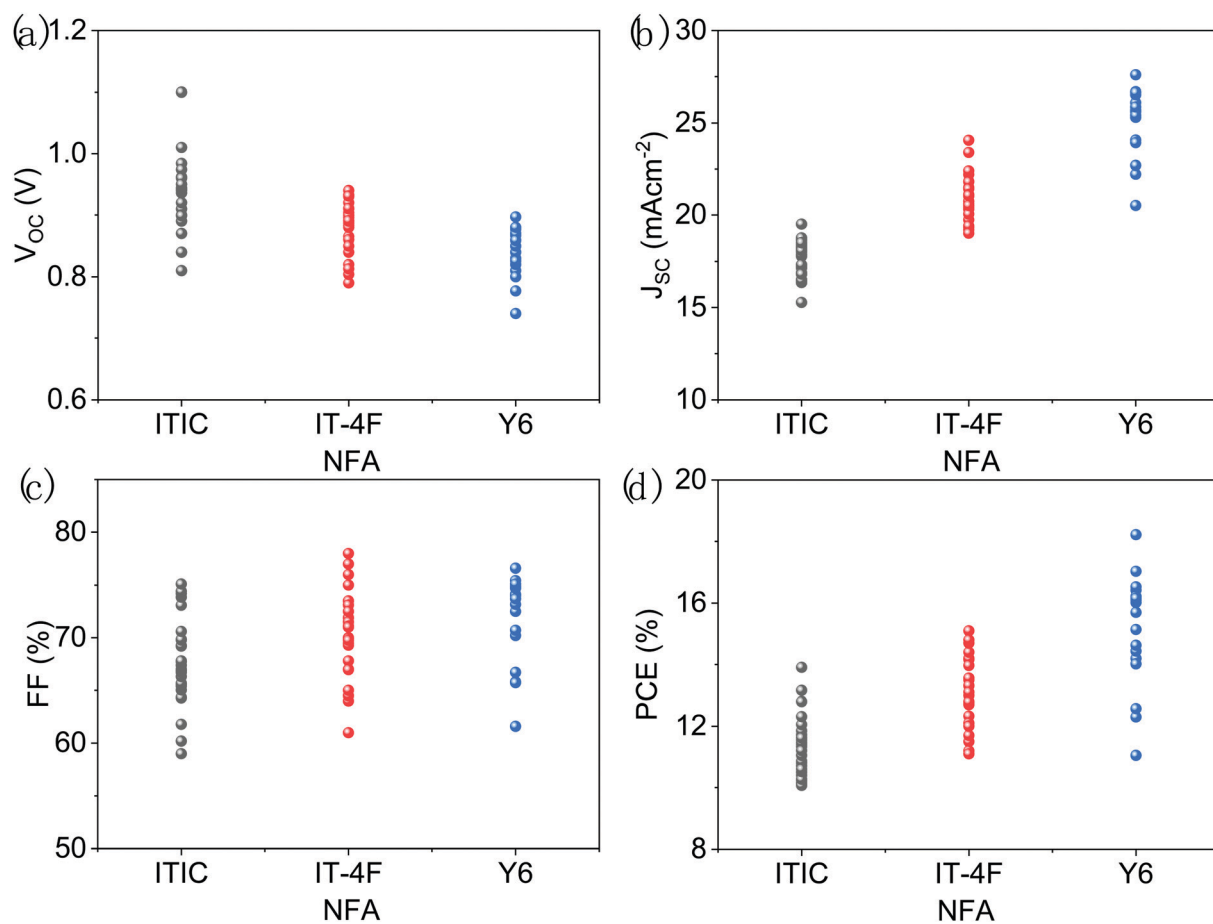 (a)
1.2
1.0
0.8
0.6
V_OC (V)
ITIC IT-4F Y6
NFA
(b)
30
25
20
15
10
J_SC (mAcm⁻²)
ITIC IT-4F Y6
NFA
(c)
80
70
60
50
FF (%)
ITIC IT-4F Y6
NFA
(d)
20
16
12
8
PCE (%)
ITIC IT-4F Y6
NFA